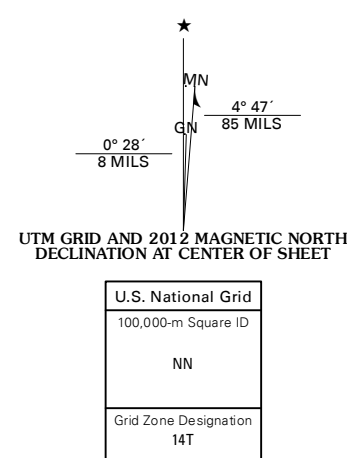 ★
MN
GN
4° 47´
85 MILS
0° 28´
8 MILS
UTM GRID AND 2012 MAGNETIC NORTH
DECLINATION AT CENTER OF SHEET
U.S. National Grid
100,000-m Square ID
NN
Grid Zone Designation
14T